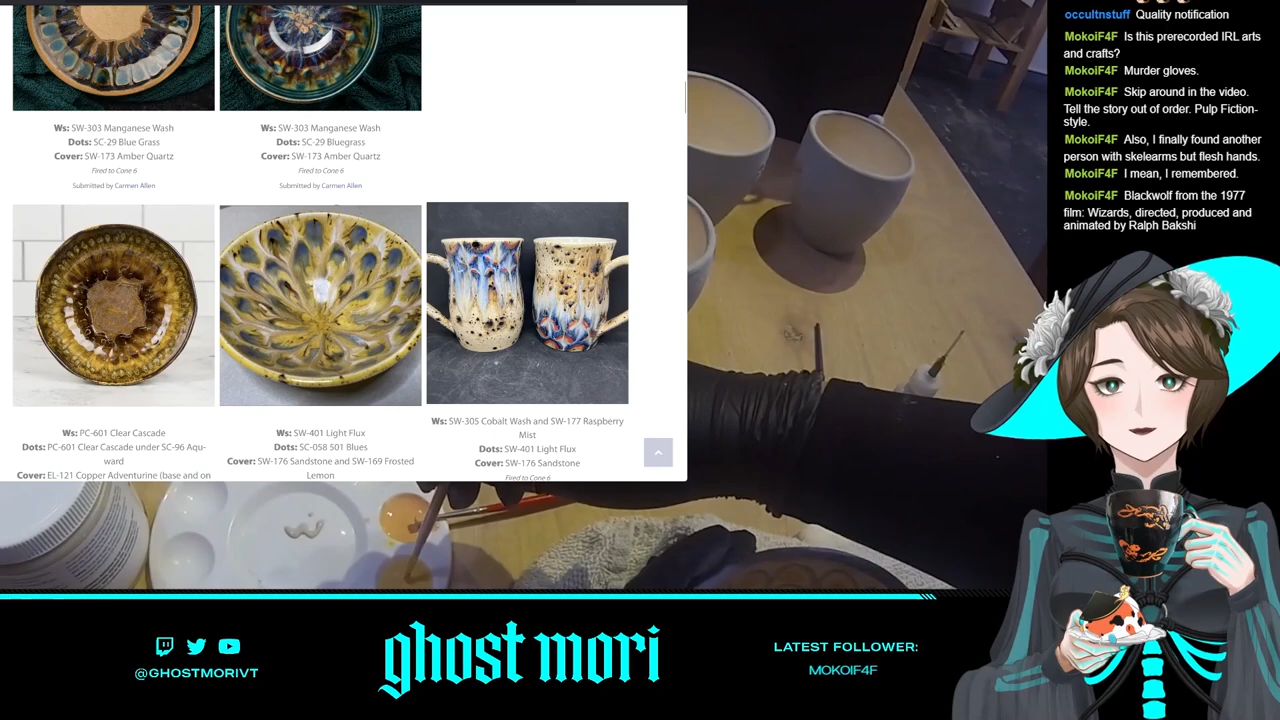 Ws: SW-303 Manganese Wash
Dots: SC-29 Blue Grass
Cover: SW-173 Amber Quartz
Fired to Cone 6
Submitted by Carmen Allen
Ws: SW-303 Manganese Wash
Dots: SC-29 Bluegrass
Cover: SW-173 Amber Quartz
Fired to Cone 6
Submitted by Carmen Allen
Ws: PC-601 Clear Cascade
Dots: PC-601 Clear Cascade under SC-96 Aqu-
ward
Cover: EL-121 Copper Adventurine (base and on
Ws: SW-401 Light Flux
Dots: SC-058 501 Blues
Cover: SW-176 Sandstone and SW-169 Frosted
Lemon
Ws: SW-305 Cobalt Wash and SW-177 Raspberry
Mist
Dots: SW-401 Light Flux
Cover: SW-176 Sandstone
Fired to Cone 6
occultnstuff Quality notification
MokoiF4F Is this prerecorded IRL arts
and crafts?
MokoiF4F Murder gloves.
MokoiF4F Skip around in the video.
Tell the story out of order. Pulp Fiction-
style.
MokoiF4F Also, I finally found another
person with skelearms but flesh hands.
MokoiF4F I mean, I remembered.
MokoiF4F Blackwolf from the 1977
film: Wizards, directed, produced and
animated by Ralph Bakshi
@GHOSTMORIVT
ghost mori
LATEST FOLLOWER:
MOKOIF4F